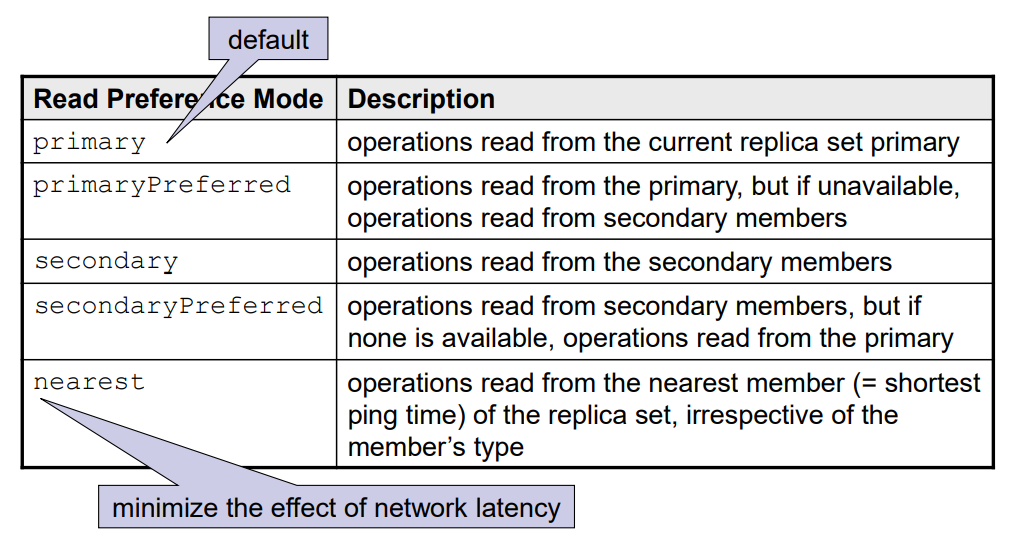 default
Read Preference Mode Description
primary operations read from the current replica set primary
primaryPreferred operations read from the primary, but if unavailable,
operations read from secondary members
secondary operations read from the secondary members
secondaryPreferred operations read from secondary members, but if
none is available, operations read from the primary
nearest operations read from the nearest member (= shortest
ping time) of the replica set, irrespective of the
member’s type
minimize the effect of network latency